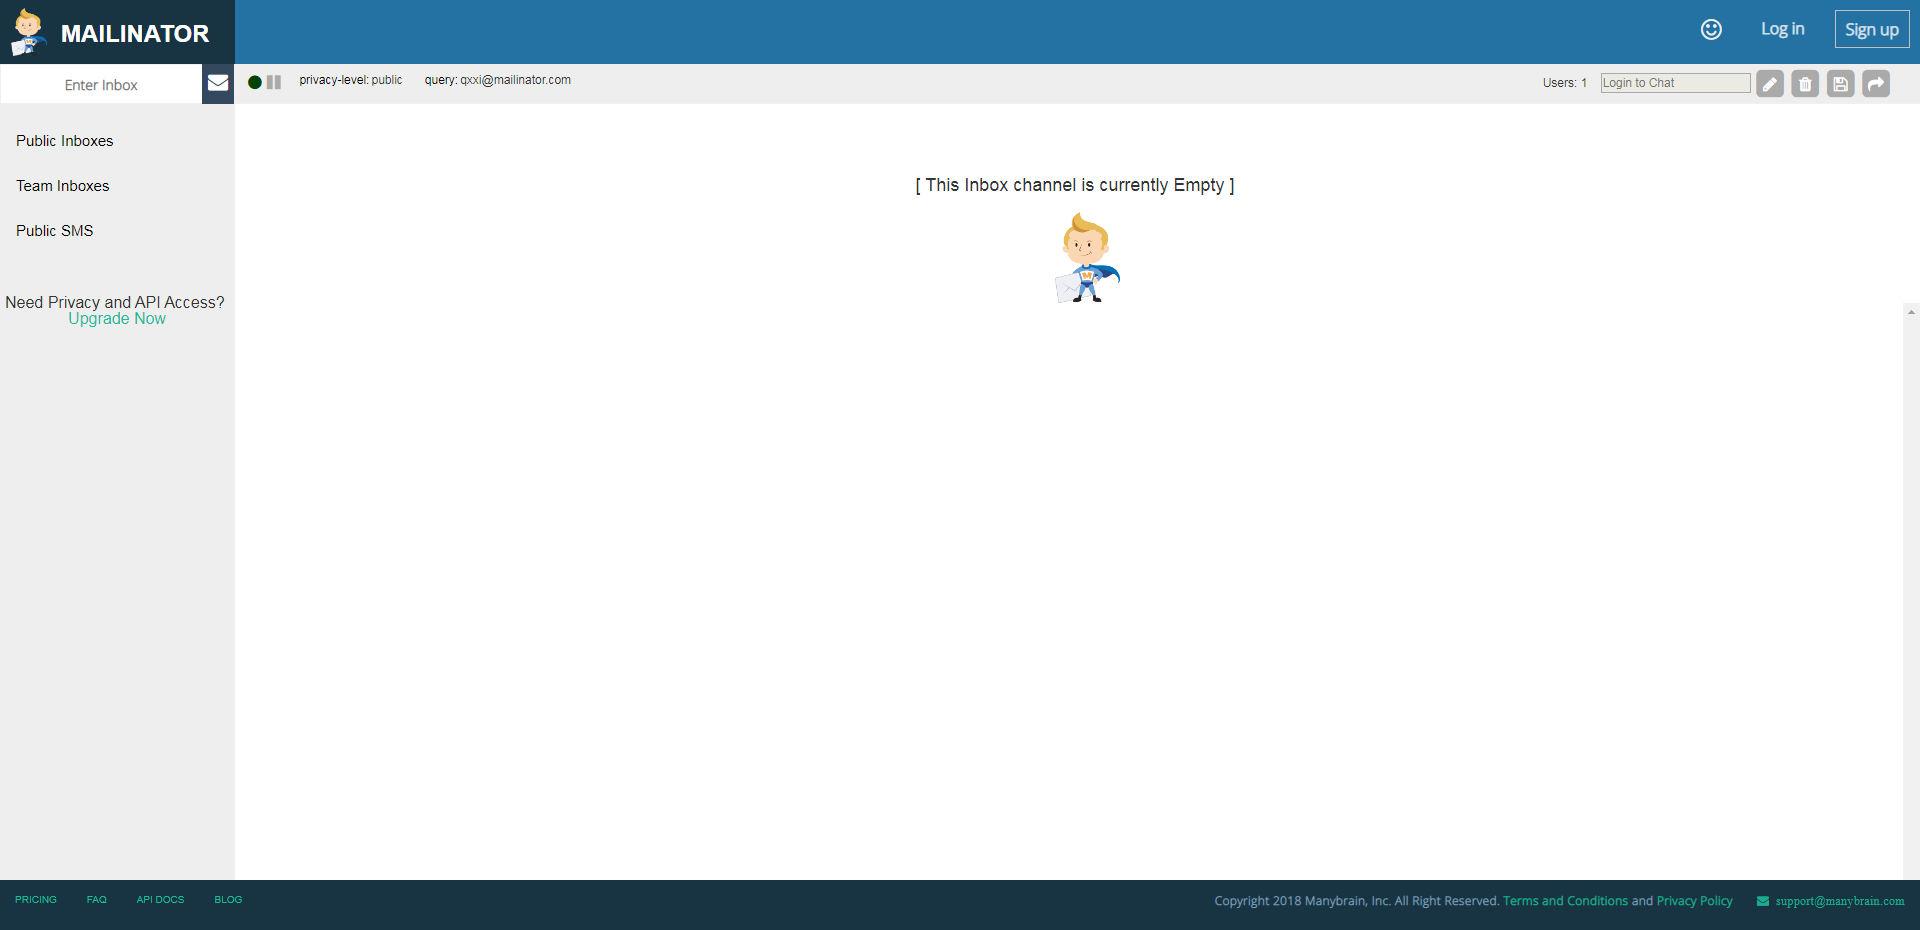 MAILINATOR
Log in
Sign up
Enter Inbox
privacy-level: public
query: qxxi@mailinator.com
Users: 1
Login to Chat
Public Inboxes
Team Inboxes
Public SMS
Need Privacy and API Access?
Upgrade Now
[ This Inbox channel is currently Empty ]
M
PRICING
FAQ
API DOCS
BLOG
Copyright 2018 Manybrain, Inc. All Right Reserved. Terms and Conditions and Privacy Policy
support@manybrain.com